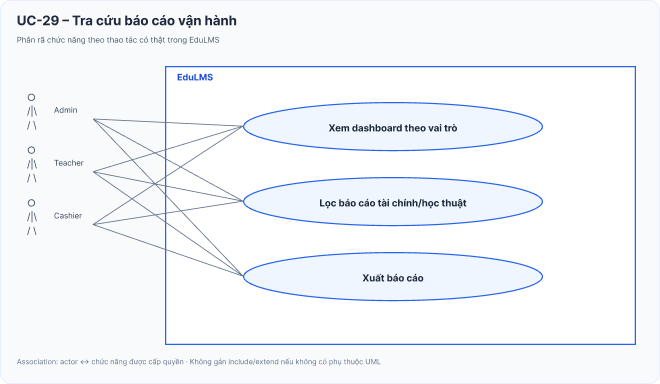 UC-29 – Tra cứu báo cáo vận hành
Phân rã chức năng theo thao tác có thật trong EduLMS
EduLMS
Admin
Xem dashboard theo vai trò
Teacher
Lọc báo cáo tài chính/học thuật
Cashier
Xuất báo cáo
Association: actor ↔ chức năng được cấp quyền · Không gán include/extend nếu không có phụ thuộc UML